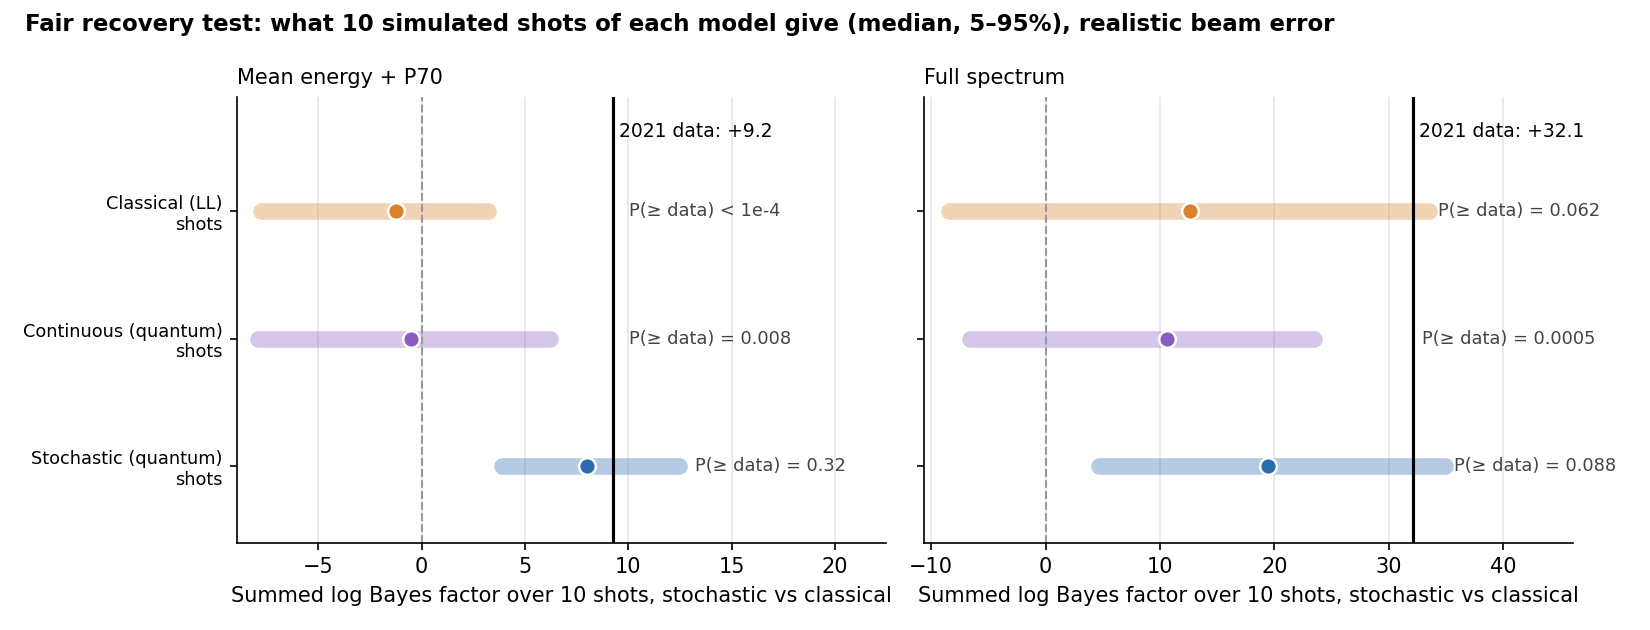 Fair recovery test: what 10 simulated shots of each model give (median, 5–95%), realistic beam error
Mean energy + P70
2021 data: +9.2
Classical (LL)
shots
P(≥ data) < 1e-4
Continuous (quantum)
shots
P(≥ data) = 0.008
Stochastic (quantum)
shots
P(≥ data) = 0.32
−5 0 5 10 15 20
Summed log Bayes factor over 10 shots, stochastic vs classical
Full spectrum
2021 data: +32.1
P(≥ data) = 0.062
P(≥ data) = 0.0005
P(≥ data) = 0.088
−10 0 10 20 30 40
Summed log Bayes factor over 10 shots, stochastic vs classical